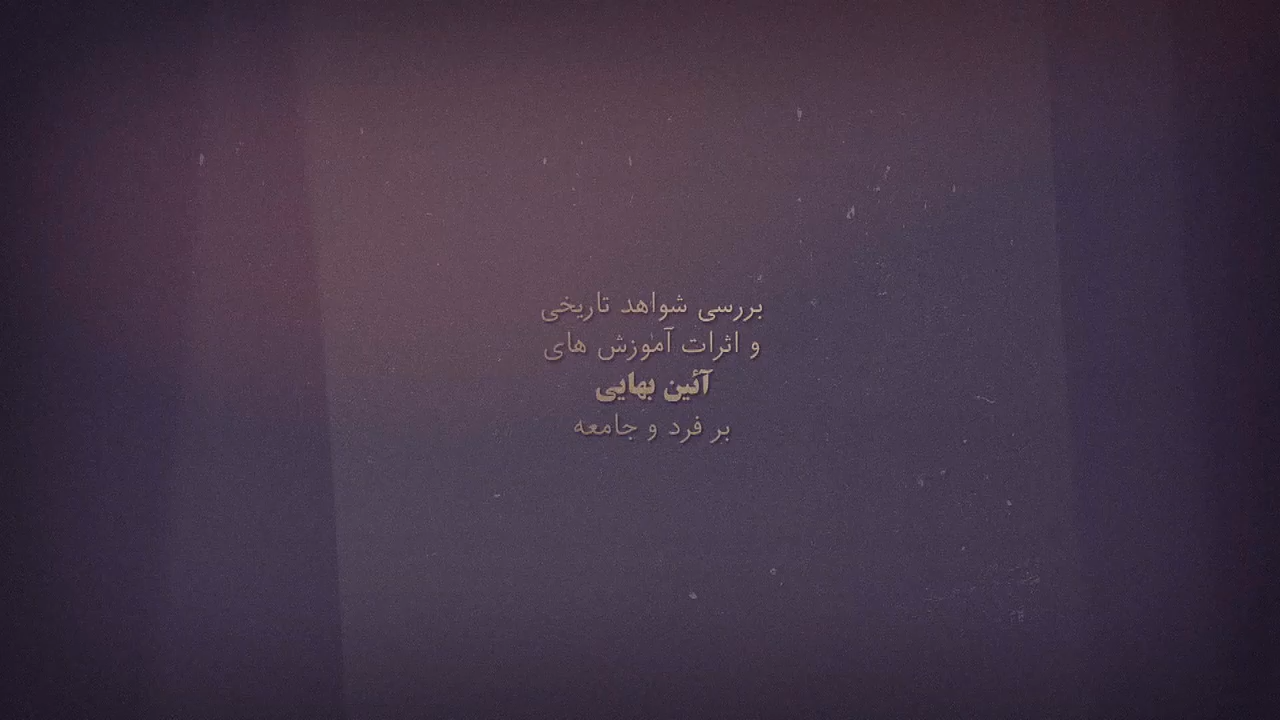 بررسی شواهد تاریخی
و اثرات آموزش های
آئین بهایی
بر فرد و جامعه